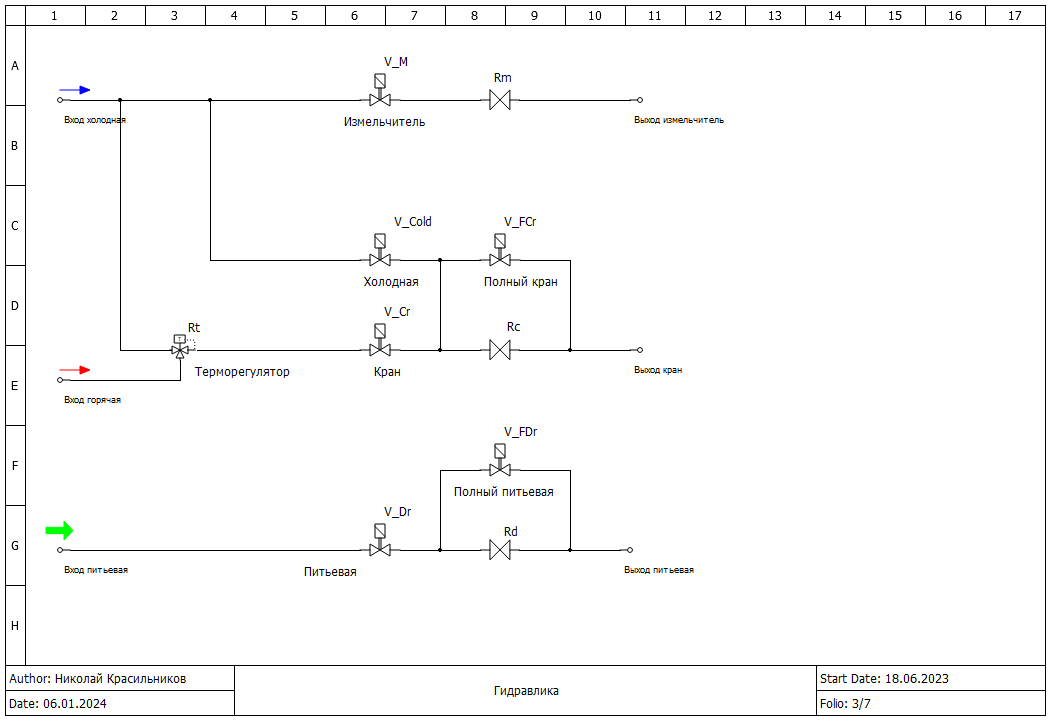 1 2 3 4 5 6 7 8 9 10 11 12 13 14 15 16 17
A
V_M
Rm
Вход холодная
Измельчитель
Выход измельчитель
B
C
V_Cold
V_FCr
Холодная
Полный кран
D
V_Cr
Rt
Rc
T
Терморегулятор
Кран
Выход кран
E
Вход горячая
F
V_FDr
Полный питьевая
G
V_Dr
Rd
Вход питьевая
Питьевая
Выход питьевая
H
Author: Николай Красильников
Date: 06.01.2024
Гидравлика
Start Date: 18.06.2023
Folio: 3/7